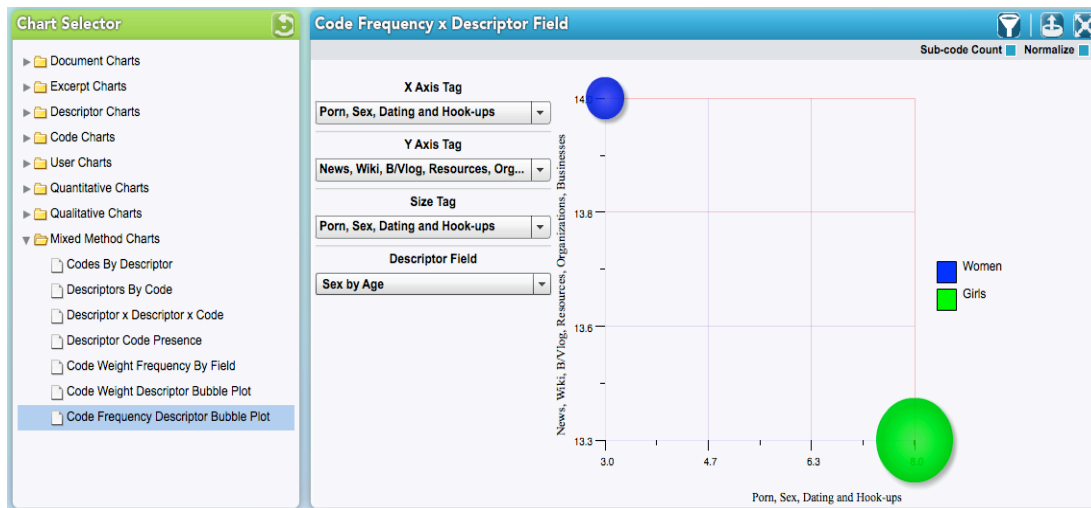 Chart Selector
Document Charts
Excerpt Charts
Descriptor Charts
Code Charts
User Charts
Quantitative Charts
Qualitative Charts
Mixed Method Charts
Codes By Descriptor
Descriptors By Code
Descriptor x Descriptor x Code
Descriptor Code Presence
Code Weight Frequency By Field
Code Weight Descriptor Bubble Plot
Code Frequency Descriptor Bubble Plot
Code Frequency x Descriptor Field
Sub-code Count
Normalize
X Axis Tag
Porn, Sex, Dating and Hook-ups
Y Axis Tag
News, Wiki, B/Vlog, Resources, Org...
Size Tag
Porn, Sex, Dating and Hook-ups
Descriptor Field
Sex by Age
News, Wiki, B/Vlog, Resources, Organizations, Businesses
14.0
13.8
13.6
13.3
3.0
4.7
6.3
8.0
Porn, Sex, Dating and Hook-ups
Women
Girls